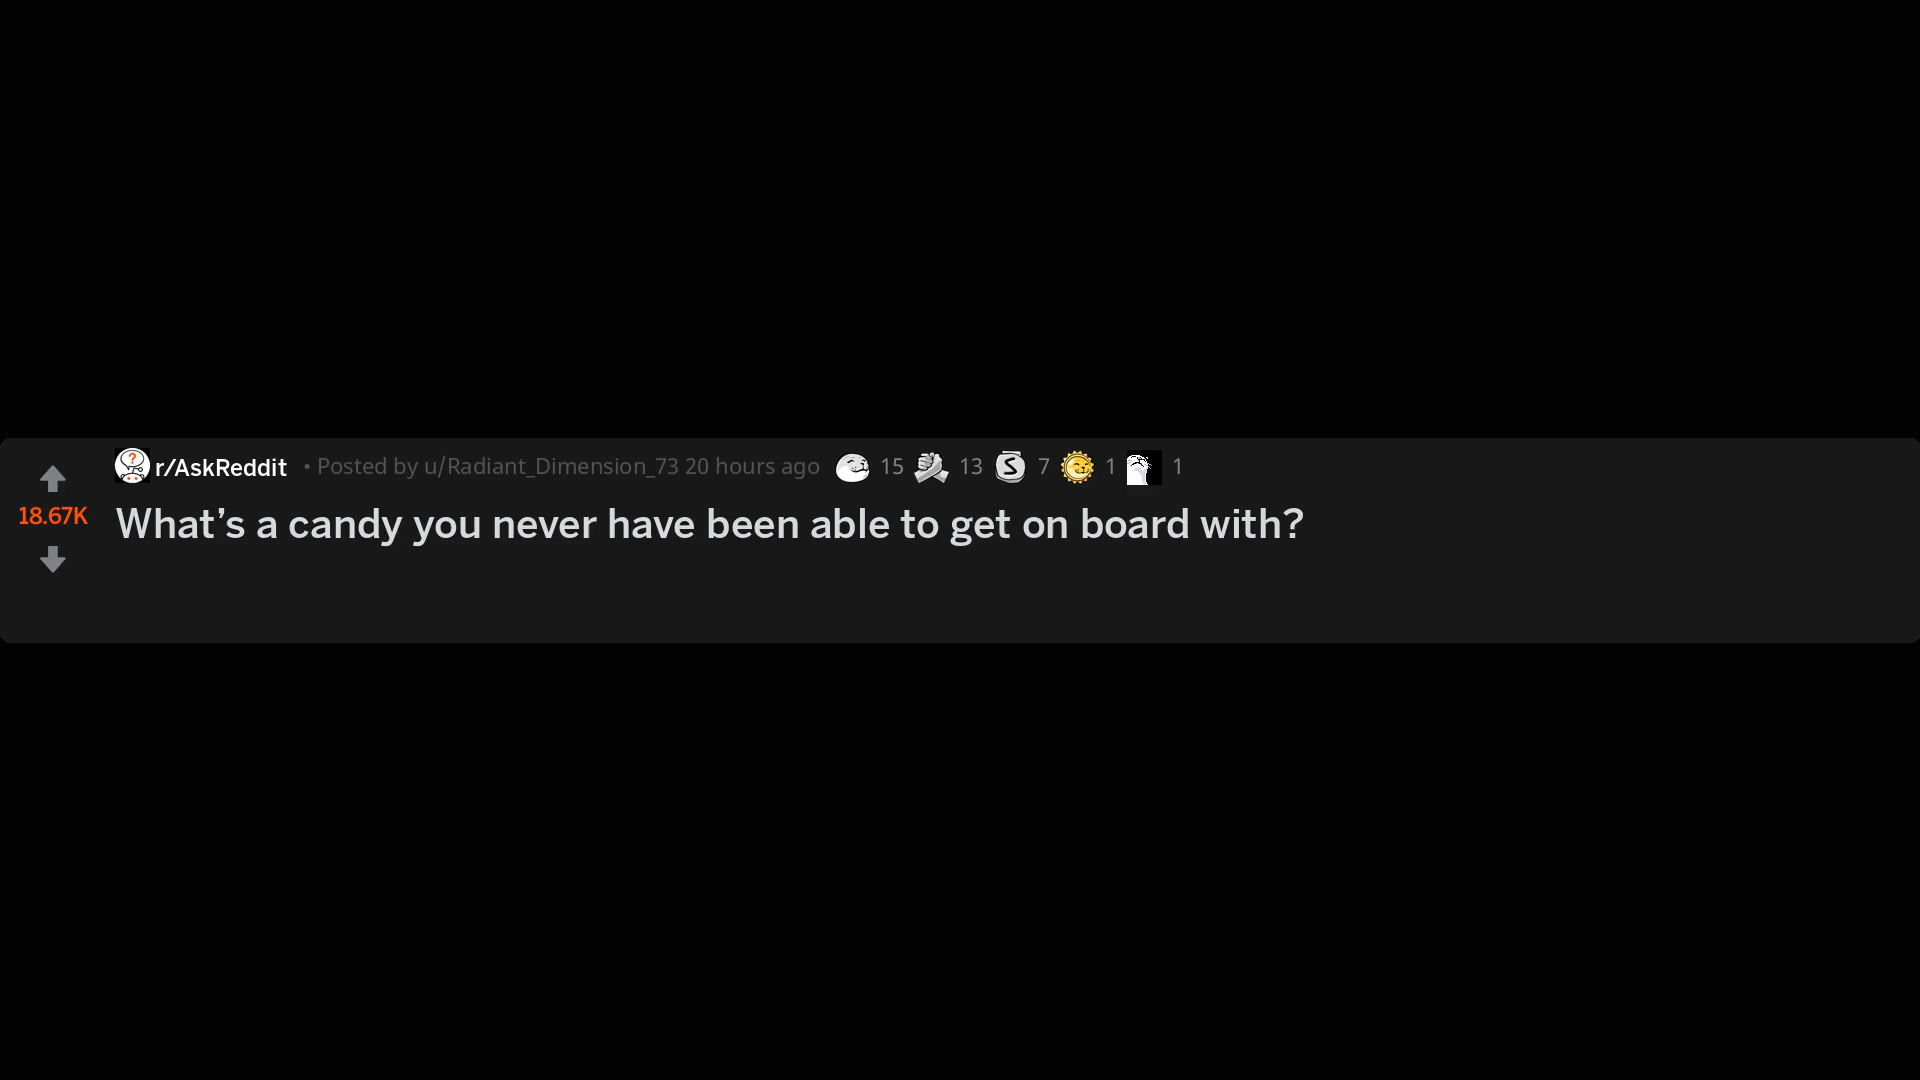 r/AskReddit • Posted by u/Radiant_Dimension_73 20 hours ago 15 13 S 7 1 1
18.67K
What’s a candy you never have been able to get on board with?